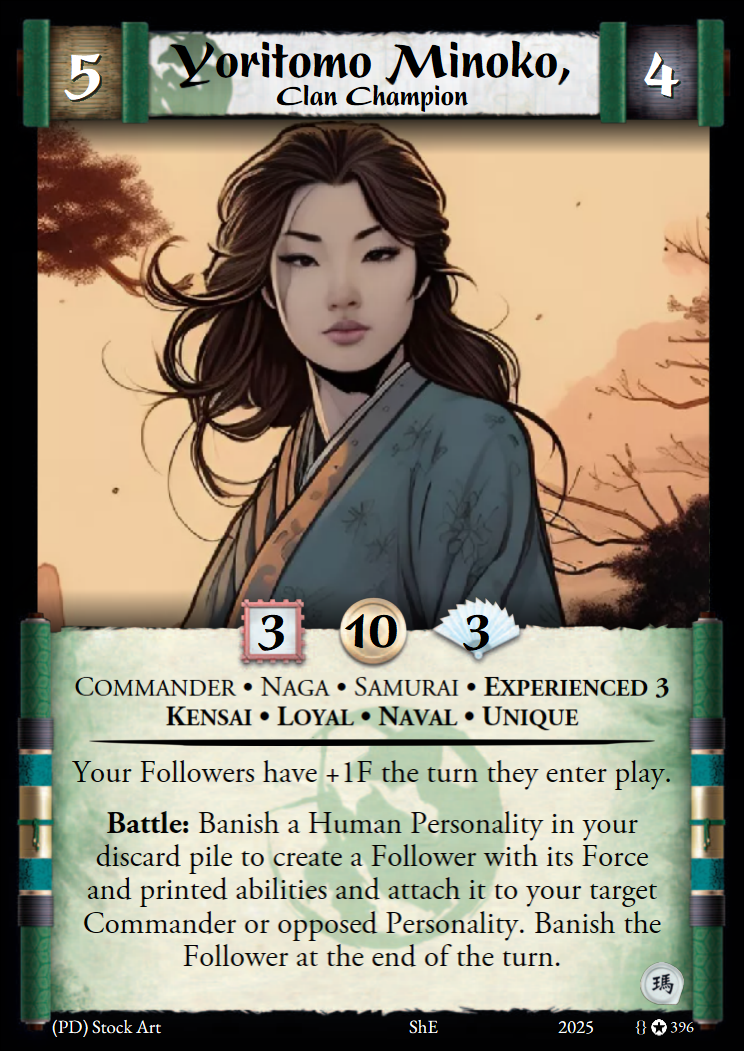 5
Yoritomo Minoko,
Clan Champion
4
3
10
3
COMMANDER • NAGA • SAMURAI • EXPERIENCED 3
KENSAI • LOYAL • NAVAL • UNIQUE
Your Followers have +1F the turn they enter play.
Battle: Banish a Human Personality in your
discard pile to create a Follower with its Force
and printed abilities and attach it to your target
Commander or opposed Personality. Banish the
Follower at the end of the turn.
瑪
(PD) Stock Art
ShE
2025
{} ✪ 396